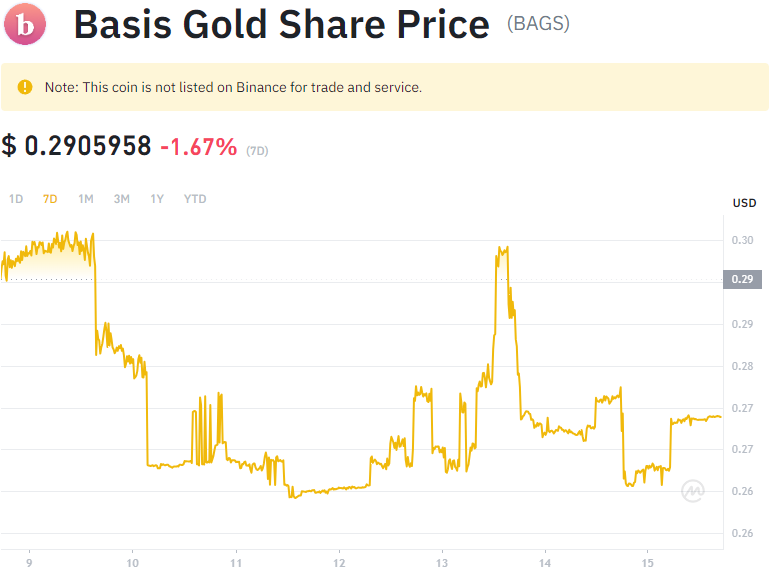 b
Basis Gold Share Price (BAGS)
Note: This coin is not listed on Binance for trade and service.
$ 0.2905958 -1.67% (7D)
1D 7D 1M 3M 1Y YTD
USD
0.30
0.29
0.29
0.28
0.27
0.27
0.26
0.26
9 10 11 12 13 14 15